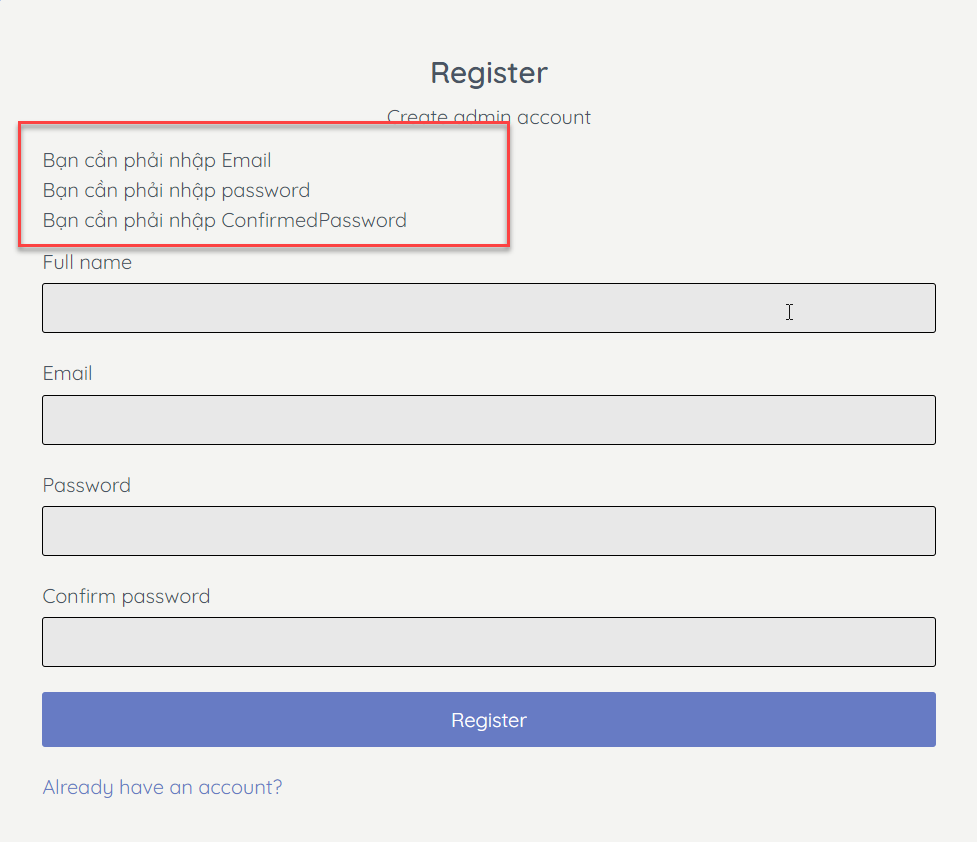 Register
Create admin account
Bạn cần phải nhập Email
Bạn cần phải nhập password
Bạn cần phải nhập ConfirmedPassword
Full name
Email
Password
Confirm password
Register
Already have an account?